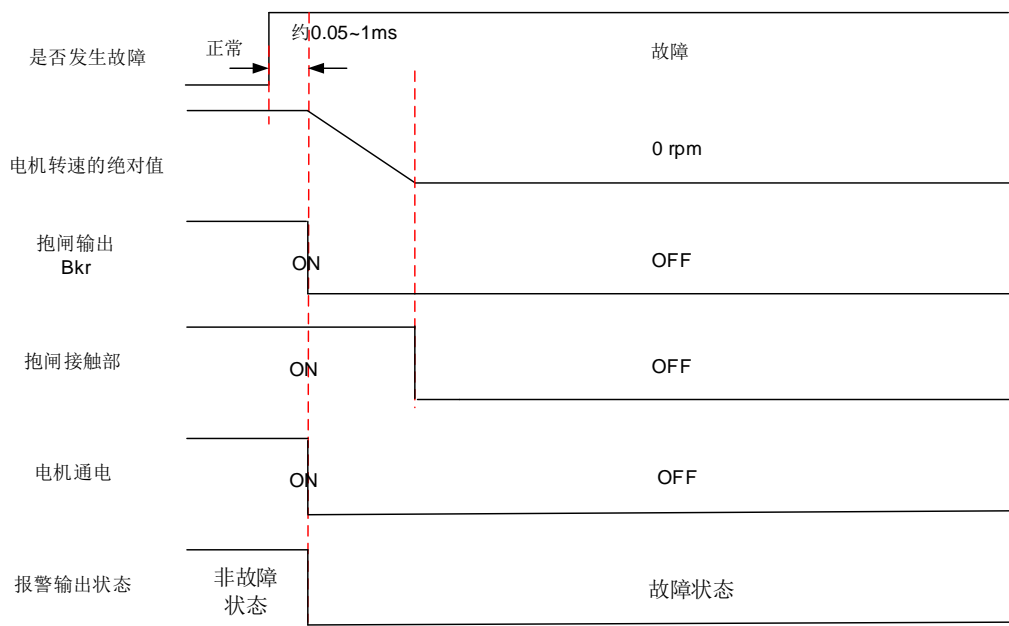 是否发生故障
正常
约0.05~1ms
故障
电机转速的绝对值
0 rpm
抱闸输出
Bkr
ON
OFF
抱闸接触部
ON
OFF
电机通电
ON
OFF
报警输出状态
非故障
状态
故障状态